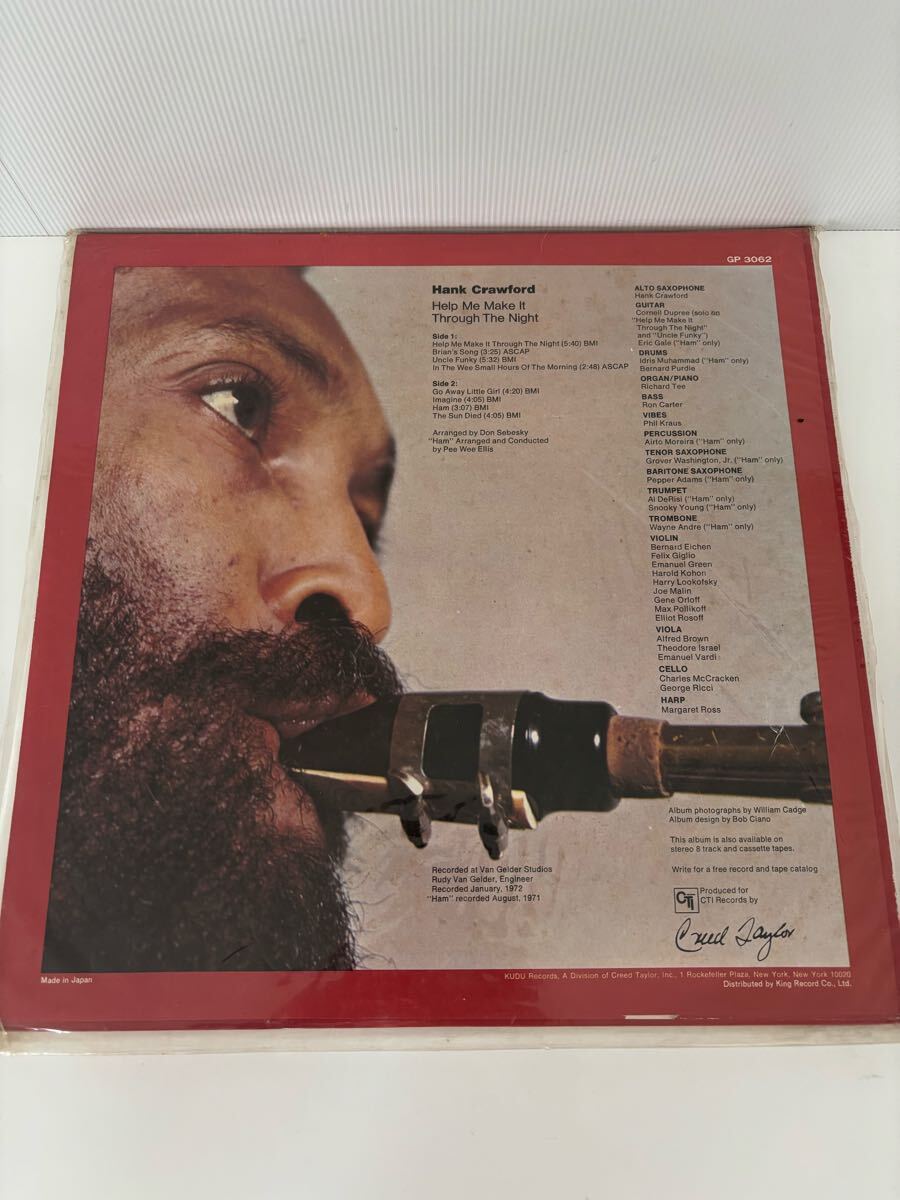 GP 3062
Hank Crawford
Help Me Make It
Through The Night
Side 1:
Help Me Make It Through The Night (5:40) BMI
Brian's Song (3:25) ASCAP
Uncle Funky (5:32) BMI
In The Wee Small Hours Of The Morning (2:48) ASCAP
Side 2:
Go Away Little Girl (4:20) BMI
Imagine (4:05) BMI
Ham (3:07) BMI
The Sun Died (4:05) BMI
Arranged by Don Sebesky
"Ham" Arranged and Conducted
by Pee Wee Ellis
ALTO SAXOPHONE
Hank Crawford
GUITAR
Cornell Dupree (solo on
"Help Me Make It
Through The Night"
and "Uncle Funky")
Eric Gale ("Ham" only)
DRUMS
Idris Muhammad ("Ham" only)
Bernard Purdie
ORGAN/PIANO
Richard Tee
BASS
Ron Carter
VIBES
Phil Kraus
PERCUSSION
Airto Moreira ("Ham" only)
TENOR SAXOPHONE
Grover Washington, Jr. ("Ham" only)
BARITONE SAXOPHONE
Pepper Adams ("Ham" only)
TRUMPET
Al DeRisi ("Ham" only)
Snooky Young ("Ham" only)
TROMBONE
Wayne Andre ("Ham" only)
VIOLIN
Bernard Eichen
Felix Giglio
Emanuel Green
Harold Kohon
Harry Lookofsky
Joe Malin
Gene Orloff
Max Pollikoff
Elliot Rosoff
VIOLA
Alfred Brown
Theodore Israel
Emanuel Vardi
CELLO
Charles McCracken
George Ricci
HARP
Margaret Ross
Album photographs by William Cadge
Album design by Bob Ciano
This album is also available on
stereo 8 track and cassette tapes.
Write for a free record and tape catalog
Recorded at Van Gelder Studios
Rudy Van Gelder, Engineer
Recorded January, 1972
"Ham" recorded August, 1971
CTI
Produced for
CTI Records by
Creed Taylor
Made in Japan
KUDU Records, A Division of Creed Taylor, Inc., 1 Rockefeller Plaza, New York, New York 10020
Distributed by King Record Co., Ltd.